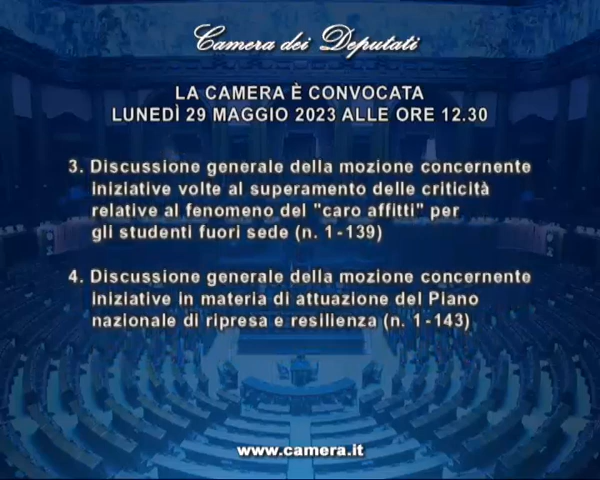 Camera dei Deputati
LA CAMERA È CONVOCATA
LUNEDÌ 29 MAGGIO 2023 ALLE ORE 12.30
3. Discussione generale della mozione concernente
iniziative volte al superamento delle criticità
relative al fenomeno del "caro affitti" per
gli studenti fuori sede (n. 1-139)
4. Discussione generale della mozione concernente
iniziative in materia di attuazione del Piano
nazionale di ripresa e resilienza (n. 1-143)
www.camera.it